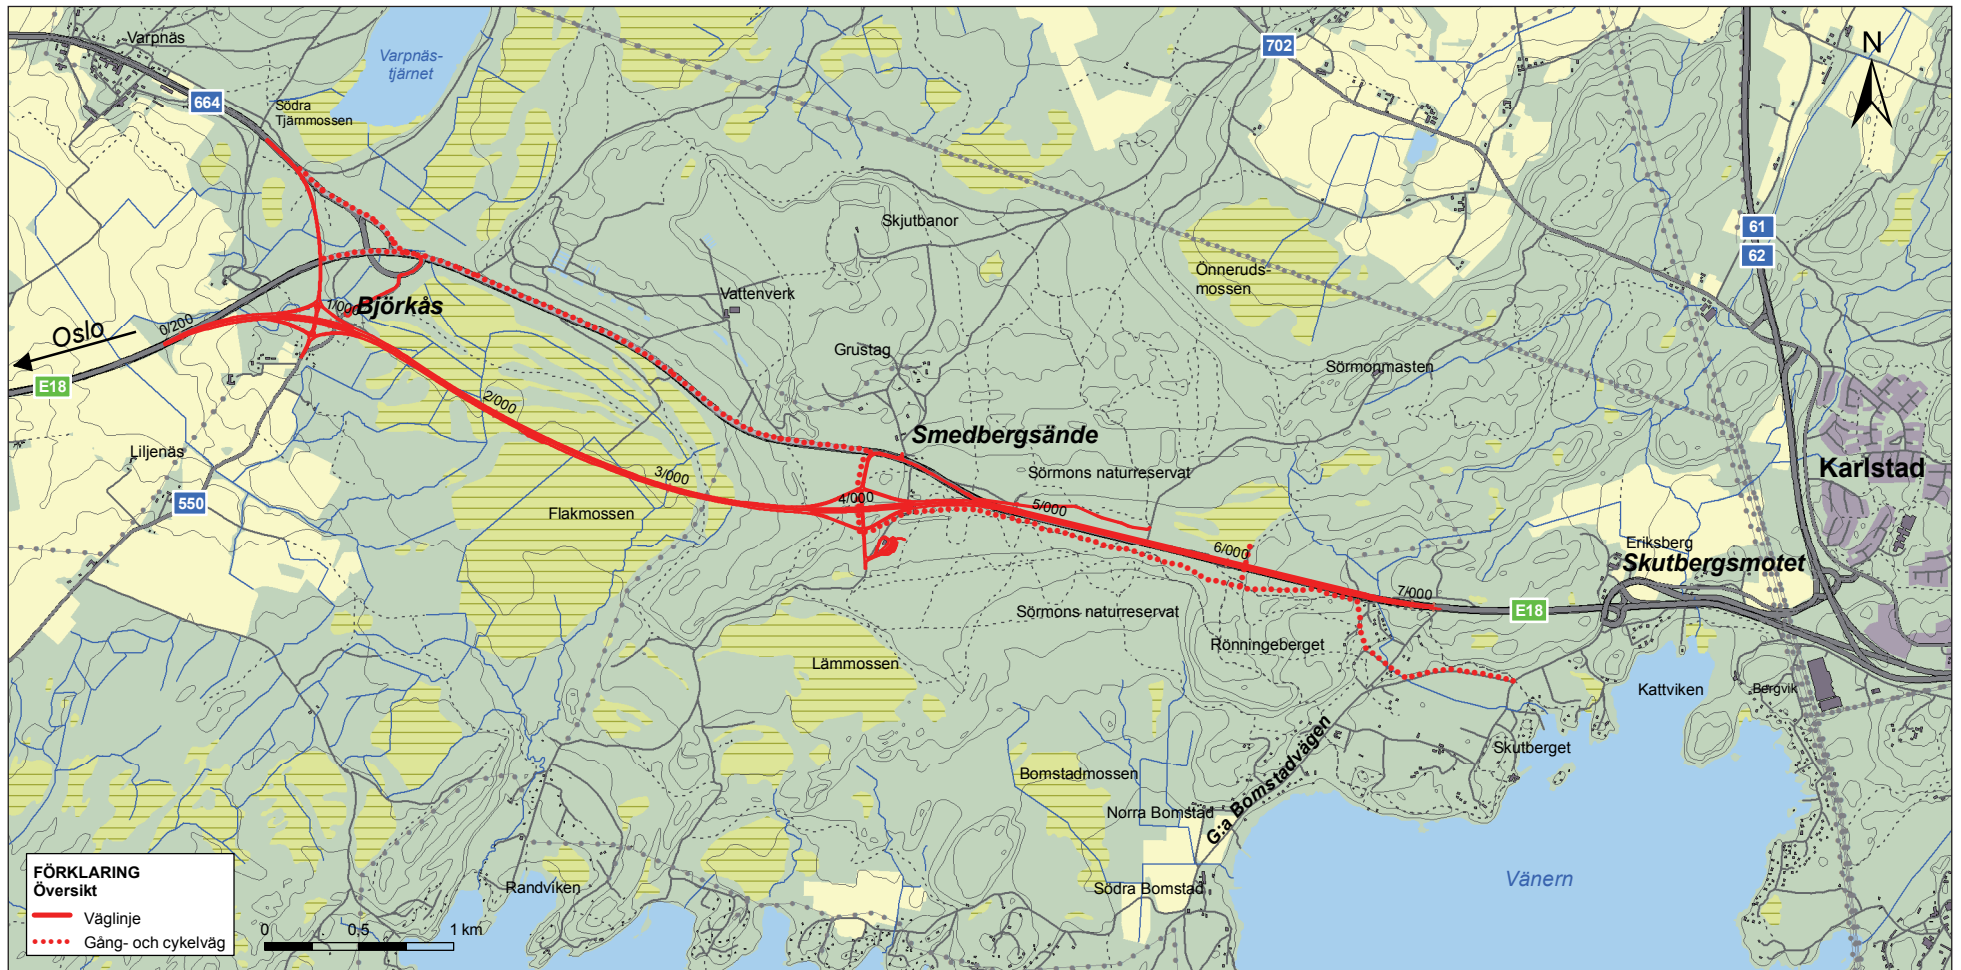 Varpnäs
Varpnäs-
tjärnet
702
N
664
Södra
Tjärnmossen
Skjutbanor
61
62
Önneruds-
mossen
Vattenverk
1/000
Björkås
0/200
Oslo
E18
Grustag
Sörmonmasten
2/000
Smedbergsände
Liljenäs
Sörmons naturreservat
Karlstad
3/000
550
4/000
5/000
Flakmossen
6/000
Eriksberg
Skutbergsmotet
7/000
E18
Sörmons naturreservat
Rönningeberget
Lämmossen
Kattviken
Bergvik
Skutberget
G:a Bomstadvägen
Bomstadmossen
Norra Bomstad
Södra Bomstad
Vänern
Randviken
FÖRKLARING
Översikt
Väglinje
Gång- och cykelväg
0 0,5 1 km